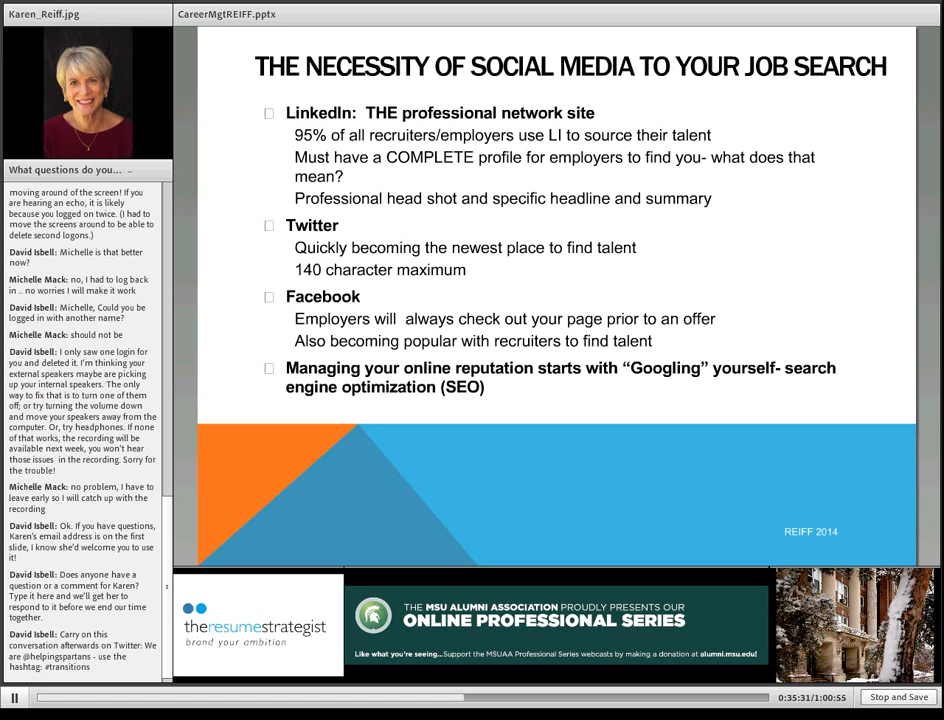 Karen_Reiff.jpg
CareerMgtREIFF.pptx
THE NECESSITY OF SOCIAL MEDIA TO YOUR JOB SEARCH
LinkedIn: THE professional network site
95% of all recruiters/employers use LI to source their talent
Must have a COMPLETE profile for employers to find you- what does that
mean?
Professional head shot and specific headline and summary
Twitter
Quickly becoming the newest place to find talent
140 character maximum
Facebook
Employers will always check out your page prior to an offer
Also becoming popular with recruiters to find talent
Managing your online reputation starts with “Googling” yourself- search
engine optimization (SEO)
REIFF 2014
What questions do you... ..
moving around of the screen! If you
are hearing an echo, it is likely
because you logged on twice. (I had to
move the screens around to be able to
delete second logons.)
David Isbell: Michelle is that better
now?
Michelle Mack: no, I had to log back
in .. no worries I will make it work
David Isbell: Michelle, Could you be
logged in with another name?
Michelle Mack: should not be
David Isbell: I only saw one login for
you and deleted it. I'm thinking your
external speakers maybe are picking
up your internal speakers. The only
way to fix that is to turn one of them
off; or try turning the volume down
and move your speakers away from the
computer. Or, try headphones. If none
of that works, the recording will be
available next week, you won't hear
those issues in the recording. Sorry for
the trouble!
Michelle Mack: no problem, I have to
leave early so I will catch up with the
recording
David Isbell: Ok. If you have questions,
Karen's email address is on the first
slide, I know she'd welcome you to use
it!
David Isbell: Does anyone have a
question or a comment for Karen?
Type it here and we'll get her to
respond to it before we end our time
together.
David Isbell: Carry on this
conversation afterwards on Twitter: We
are @helpingspartans - use the
hashtag: #transitions
theresumestrategist
brand your ambition
THE MSU ALUMNI ASSOCIATION PROUDLY PRESENTS OUR
ONLINE PROFESSIONAL SERIES
Like what you're seeing...Support the MSUAA Professional Series webcasts by making a donation at alumni.msu.edu!
0:35:31/1:00:55
Stop and Save